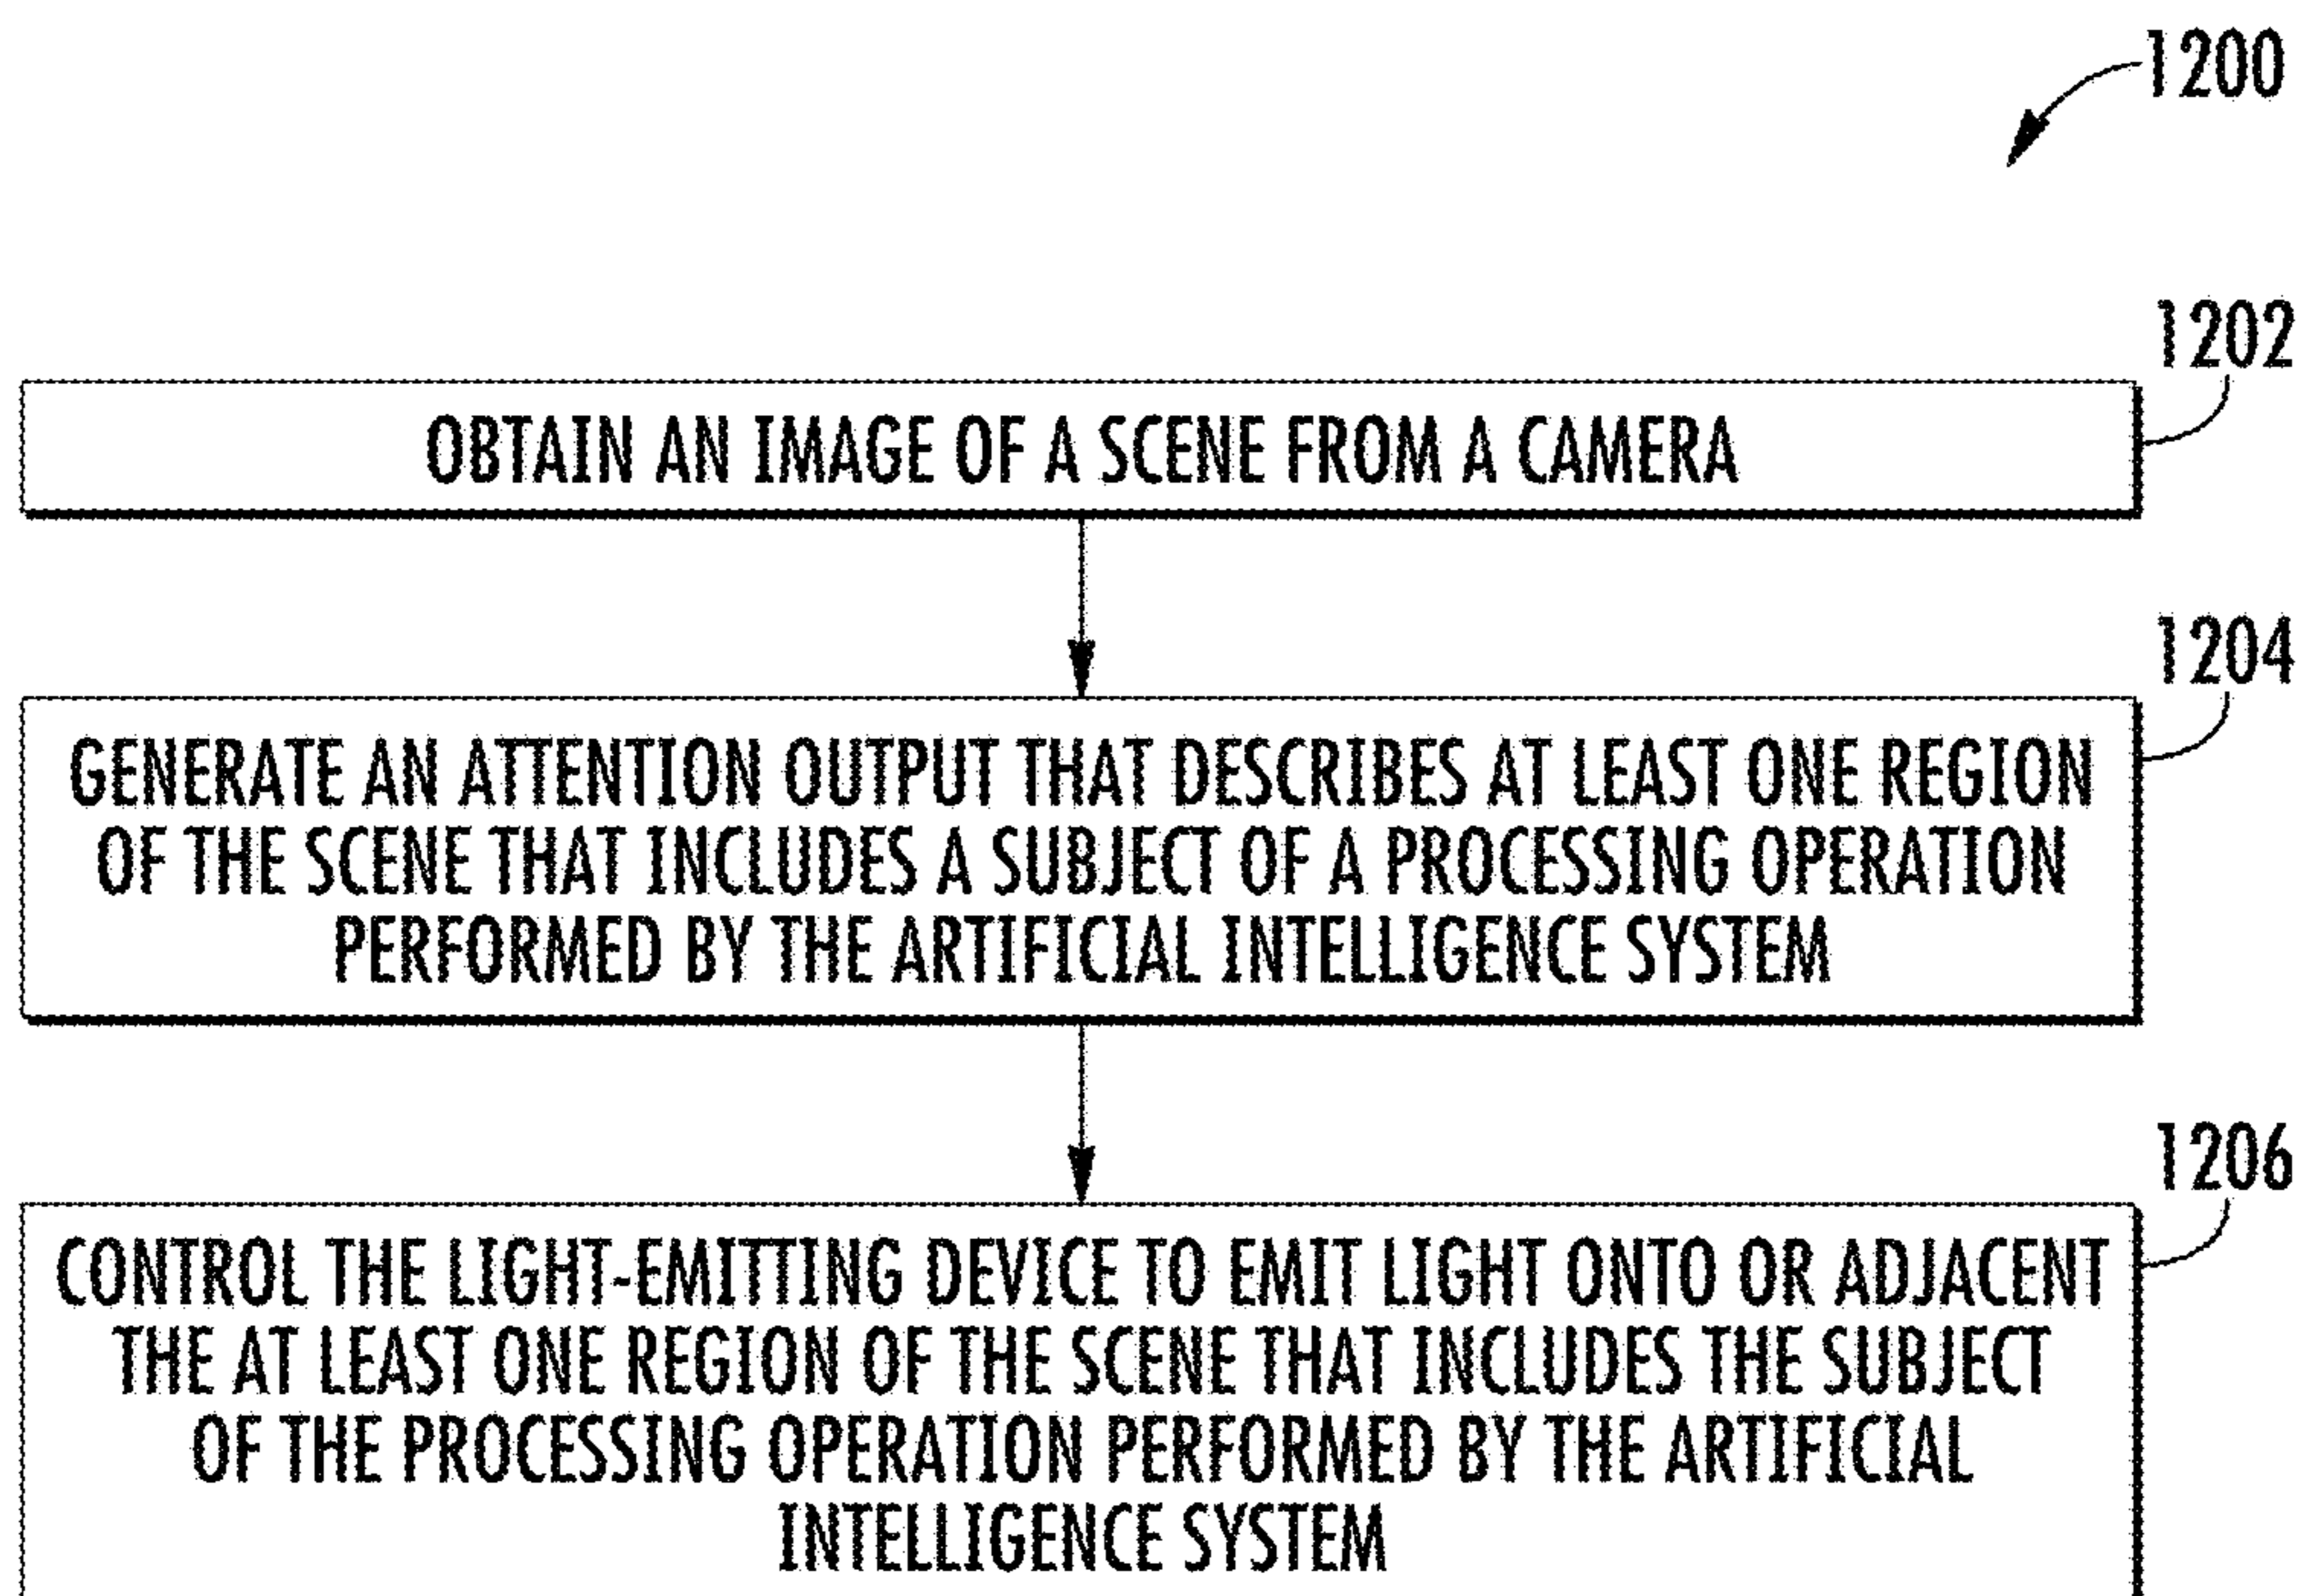 1200
1202
OBTAIN AN IMAGE OF A SCENE FROM A CAMERA
1204
GENERATE AN ATTENTION OUTPUT THAT DESCRIBES AT LEAST ONE REGION
OF THE SCENE THAT INCLUDES A SUBJECT OF A PROCESSING OPERATION
PERFORMED BY THE ARTIFICIAL INTELLIGENCE SYSTEM
1206
CONTROL THE LIGHT-EMITTING DEVICE TO EMIT LIGHT ONTO OR ADJACENT
THE AT LEAST ONE REGION OF THE SCENE THAT INCLUDES THE SUBJECT
OF THE PROCESSING OPERATION PERFORMED BY THE ARTIFICIAL
INTELLIGENCE SYSTEM